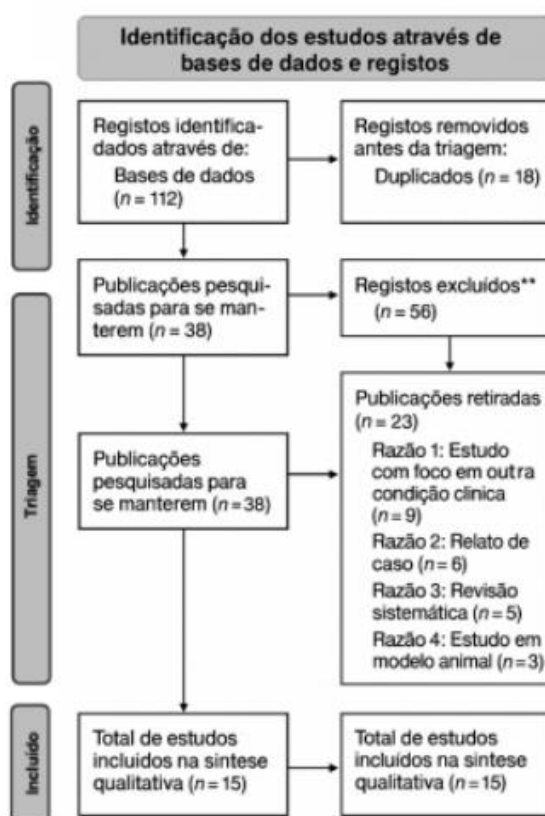 Identificação dos estudos através de
bases de dados e registos
Identificação
Registos identifica-
dados através de:
Bases de dados
(n = 112)
Registos removidos
antes da triagem:
Duplicados (n = 18)
Triagem
Publicações pesqui-
sadas para se man-
terem (n = 38)
Registos excluídos**
(n = 56)
Publicações
pesquisadas para
se manterem (n = 38)
Publicações retiradas
(n = 23)
Razão 1: Estudo
com foco em outra
condição clinica
(n = 9)
Razão 2: Relato de
caso (n = 6)
Razão 3: Revisão
sistemática (n = 5)
Razão 4: Estudo em
modelo animal (n = 3)
Incluído
Total de estudos
incluídos na sintese
qualitativa (n = 15)
Total de estudos
incluídos na sintese
qualitativa (n = 15)